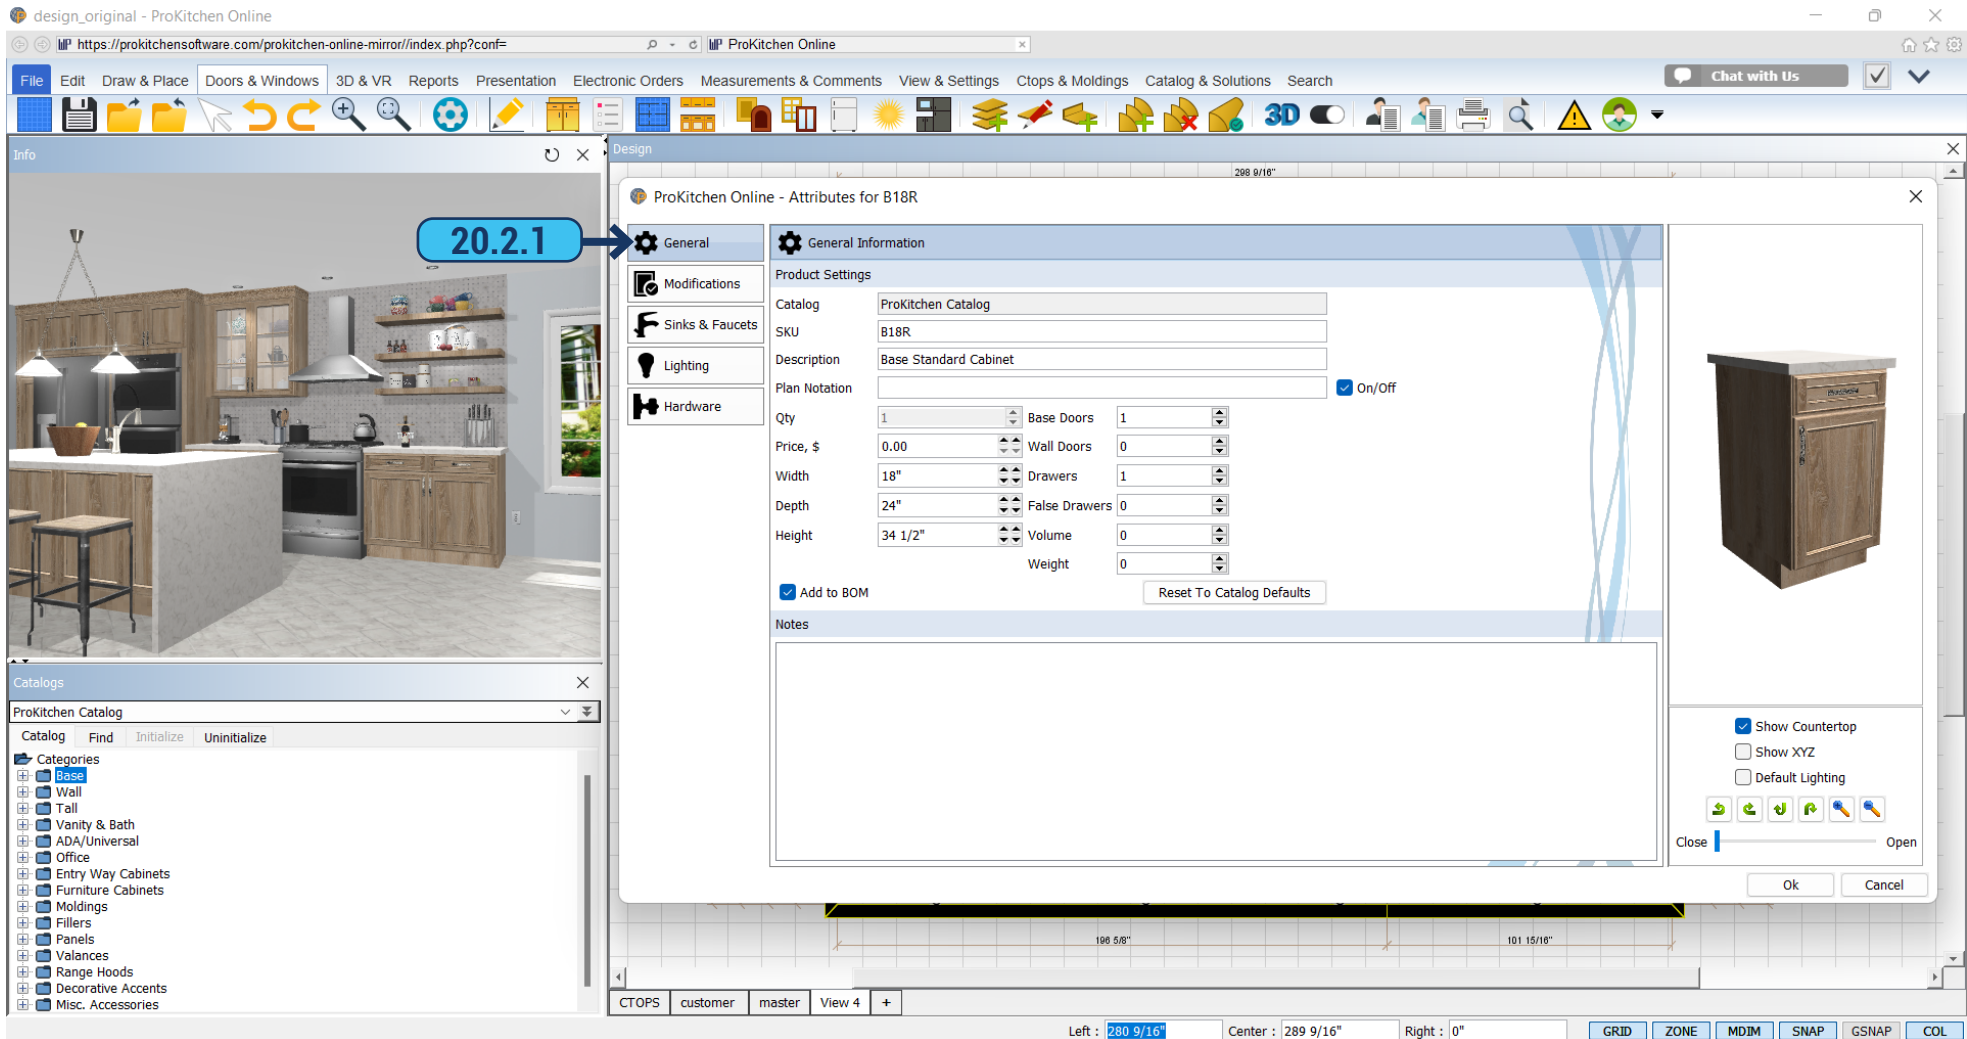 design_original - ProKitchen Online
https://prokitchensoftware.com/prokitchen-online-mirror//index.php?conf=
ProKitchen Online
File Edit Draw & Place Doors & Windows 3D & VR Reports Presentation Electronic Orders Measurements & Comments View & Settings Ctops & Moldings Catalog & Solutions Search
Chat with Us
3D
Info
Design
298 9/16"
ProKitchen Online - Attributes for B18R
20.2.1
General
Modifications
Sinks & Faucets
Lighting
Hardware
General Information
Product Settings
Catalog ProKitchen Catalog
SKU B18R
Description Base Standard Cabinet
Plan Notation On/Off
Qty 1 Base Doors 1
Price, $ 0.00 Wall Doors 0
Width 18" Drawers 1
Depth 24" False Drawers 0
Height 34 1/2" Volume 0
Weight 0
Add to BOM Reset To Catalog Defaults
Notes
Show Countertop
Show XYZ
Default Lighting
Close Open
Ok Cancel
Catalogs
ProKitchen Catalog
Catalog Find Initialize Uninitialize
Categories
Base
Wall
Tall
Vanity & Bath
ADA/Universal
Office
Entry Way Cabinets
Furniture Cabinets
Moldings
Fillers
Panels
Valances
Range Hoods
Decorative Accents
Misc. Accessories
196 5/8" 101 15/16"
CTOPS customer master View 4 +
Left : 280 9/16" Center : 289 9/16" Right : 0" GRID ZONE MDIM SNAP GSNAP COL